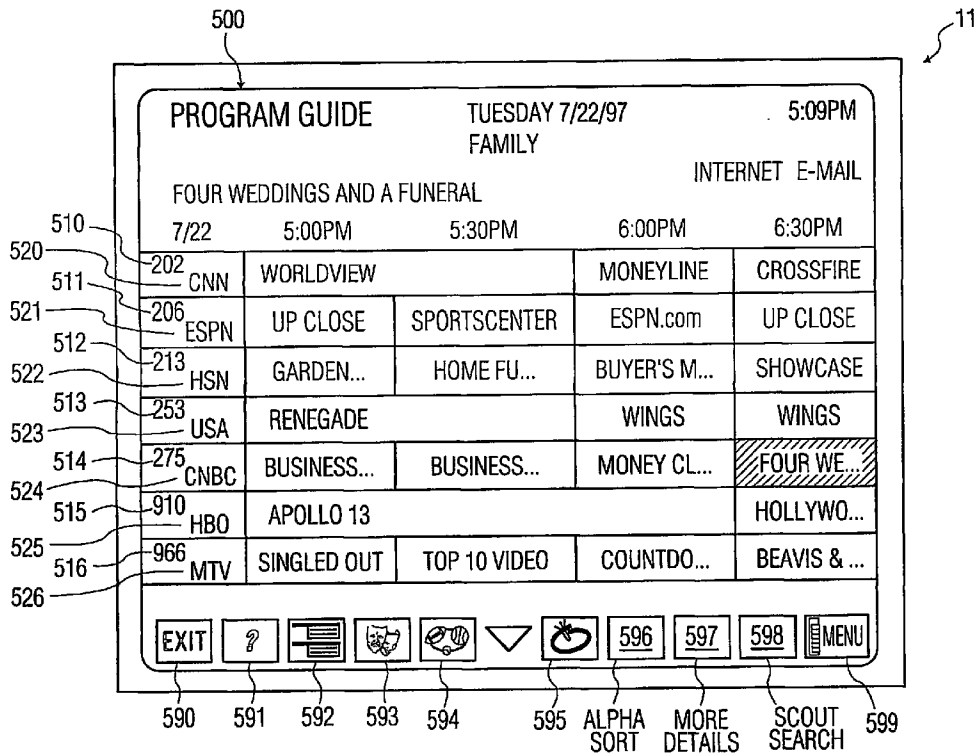 500
11
PROGRAM GUIDE TUESDAY 7/22/97 5:09PM
FAMILY
INTERNET E-MAIL
FOUR WEDDINGS AND A FUNERAL
7/22 5:00PM 5:30PM 6:00PM 6:30PM
510
520
202 CNN WORLDVIEW MONEYLINE CROSSFIRE
511
521
206 ESPN UP CLOSE SPORTSCENTER ESPN.com UP CLOSE
512
522
213 HSN GARDEN... HOME FU... BUYER'S M... SHOWCASE
513
523
253 USA RENEGADE WINGS WINGS
514
524
275 CNBC BUSINESS... BUSINESS... MONEY CL... FOUR WE...
515
525
910 HBO APOLLO 13 HOLLYWO...
516
526
966 MTV SINGLED OUT TOP 10 VIDEO COUNTDO... BEAVIS & ...
EXIT ? 596 597 598 MENU
590 591 592 593 594 595 ALPHA SORT MORE DETAILS SCOUT SEARCH 599